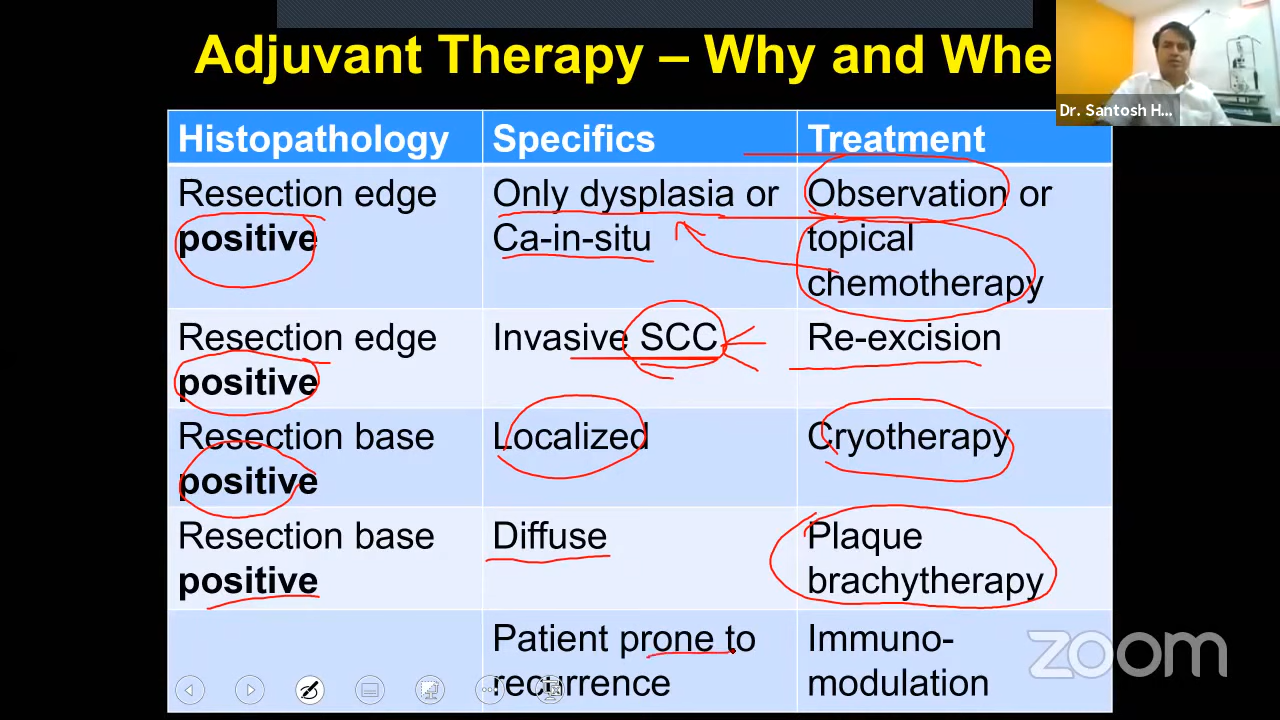 Adjuvant Therapy – Why and Whe
Dr. Santosh H...
Histopathology Specifics Treatment
Resection edge positive Only dysplasia or Ca-in-situ Observation or topical chemotherapy
Resection edge positive Invasive SCC Re-excision
Resection base positive Localized Cryotherapy
Resection base positive Diffuse Plaque brachytherapy
Patient prone to recurrence Immuno-modulation
zoom